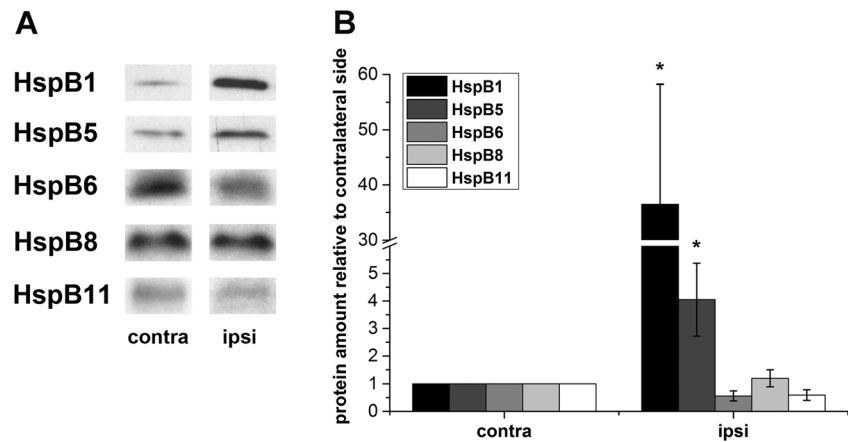 A
HspB1
HspB5
HspB6
HspB8
HspB11
contra ipsi
B
protein amount relative to contralateral side
60
50
40
30
5
4
3
2
1
0
HspB1
HspB5
HspB6
HspB8
HspB11
*
*
contra ipsi